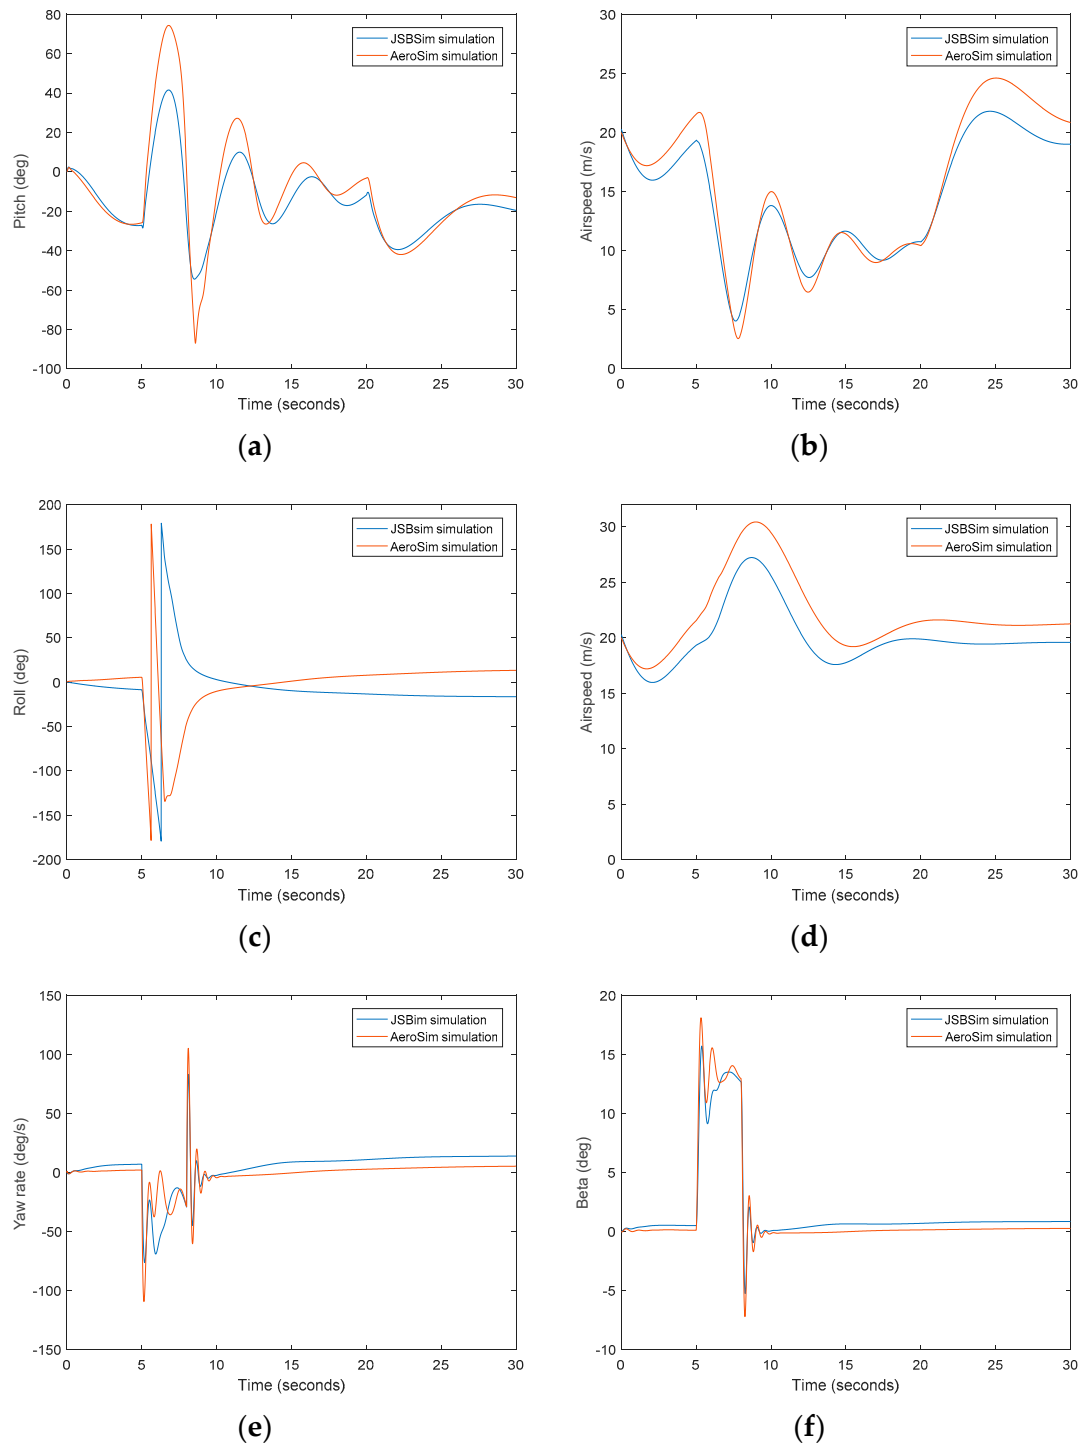 80
60
40
20
0
-20
-40
-60
-80
-100
Pitch (deg)
0 5 10 15 20 25 30
Time (seconds)
JSBSim simulation
AeroSim simulation
(a)
30
25
20
15
10
5
0
Airspeed (m/s)
0 5 10 15 20 25 30
Time (seconds)
JSBSim simulation
AeroSim simulation
(b)
200
150
100
50
0
-50
-100
-150
-200
Roll (deg)
0 5 10 15 20 25 30
Time (seconds)
JSBsim simulation
AeroSim simulation
(c)
30
25
20
15
10
5
0
Airspeed (m/s)
0 5 10 15 20 25 30
Time (seconds)
JSBSim simulation
AeroSim simulation
(d)
150
100
50
0
-50
-100
-150
Yaw rate (deg/s)
0 5 10 15 20 25 30
Time (seconds)
JSBim simulation
AeroSim simulation
(e)
20
15
10
5
0
-5
-10
Beta (deg)
0 5 10 15 20 25 30
Time (seconds)
JSBSim simulation
AeroSim simulation
(f)